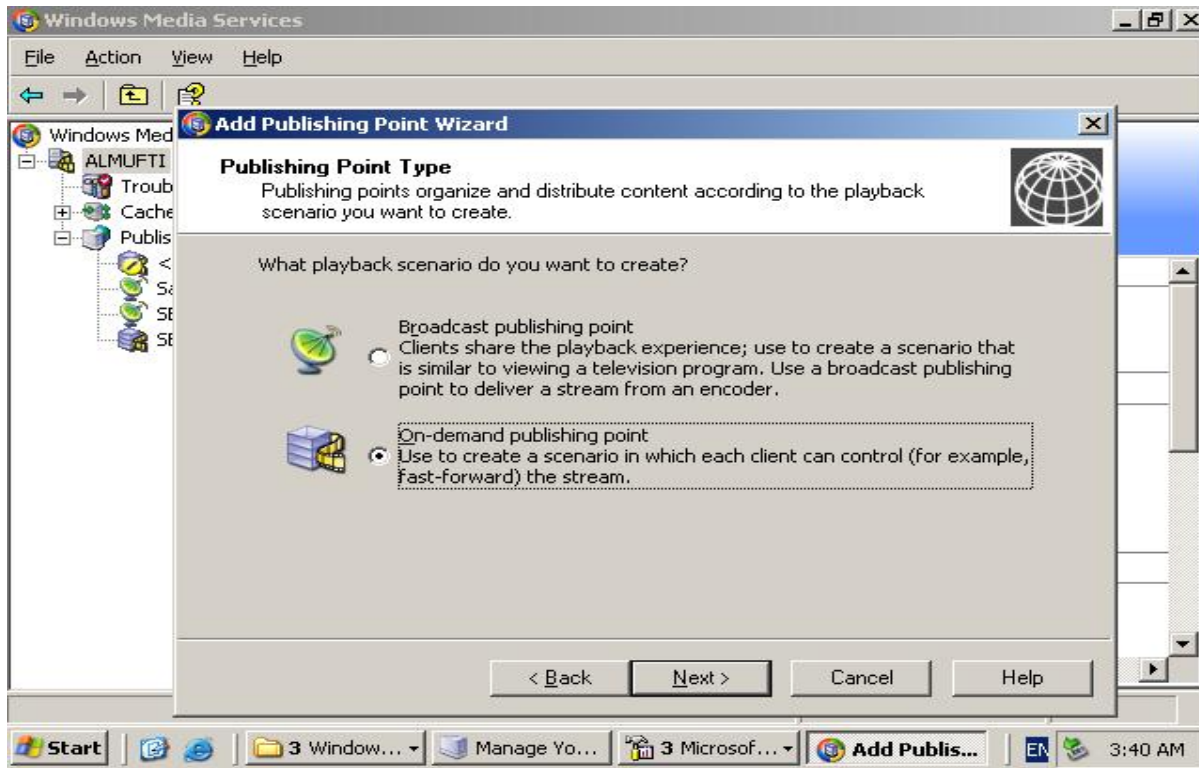 Windows Media Services
File Action View Help
Windows Med
ALMUFTI
Troub
Cache
Publis
<
Sa
SE
SE
Add Publishing Point Wizard
Publishing Point Type
Publishing points organize and distribute content according to the playback
scenario you want to create.
What playback scenario do you want to create?
Broadcast publishing point
Clients share the playback experience; use to create a scenario that
is similar to viewing a television program. Use a broadcast publishing
point to deliver a stream from an encoder.
On-demand publishing point
Use to create a scenario in which each client can control (for example,
fast-forward) the stream.
< Back Next > Cancel Help
Start 3 Window... Manage Yo... 3 Microsof... Add Publis... EN 3:40 AM